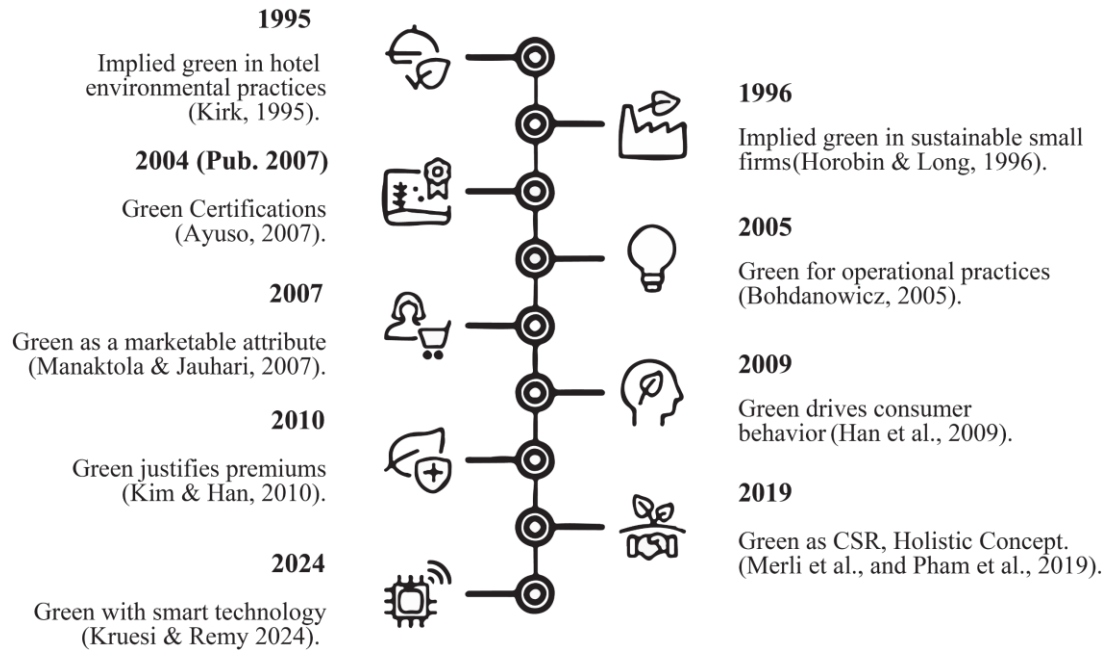 1995
Implied green in hotel
environmental practices
(Kirk, 1995).
1996
Implied green in sustainable small
firms(Horobin & Long, 1996).
2004 (Pub. 2007)
Green Certifications
(Ayuso, 2007).
2005
Green for operational practices
(Bohdanowicz, 2005).
2007
Green as a marketable attribute
(Manaktola & Jauhari, 2007).
2009
Green drives consumer
behavior (Han et al., 2009).
2010
Green justifies premiums
(Kim & Han, 2010).
2019
Green as CSR, Holistic Concept.
(Merli et al., and Pham et al., 2019).
2024
Green with smart technology
(Kruesi & Remy 2024).